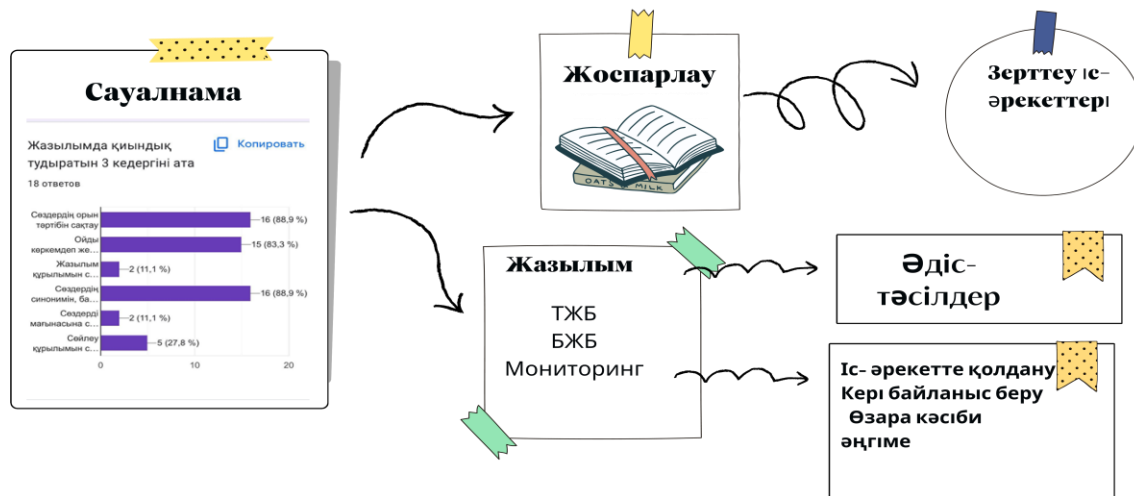 Сауалнама
Жазылымда қиындық
тудыратын 3 кедергіні ата
Копировать
18 ответов
Сөздердің орын
тәртібін сақтау
16 (88,9 %)
Ойды
көркемдеп же...
15 (83,3 %)
Жазылым
құрылымын с...
2 (11,1 %)
Сөздердің
синонимін, ба...
16 (88,9 %)
Сөздерді
мағынасына с...
2 (11,1 %)
Сөйлеу
құрылымын с...
5 (27,8 %)
0
10
20
Жоспарлау
OATS & MILK
Зерттеу іс-
әрекеттері
Жазылым
ТЖБ
БЖБ
Мониторинг
Әдіс-
тәсілдер
Іс- әрекетте қолдану
Кері байланыс беру
Өзара кәсіби
әңгіме